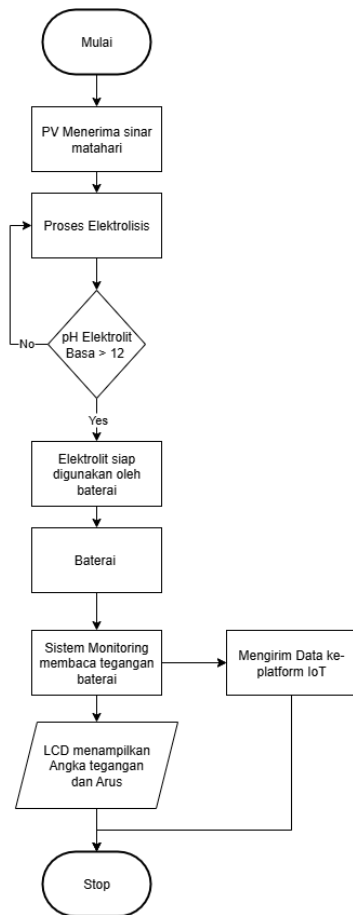 Mulai
PV Menerima sinar
matahari
Proses Elektrolisis
pH Elektrolit
Basa > 12
No
Yes
Elektrolit siap
digunakan oleh
baterai
Baterai
Sistem Monitoring
membaca tegangan
baterai
Mengirim Data ke-
platform IoT
LCD menampilkan
Angka tegangan
dan Arus
Stop